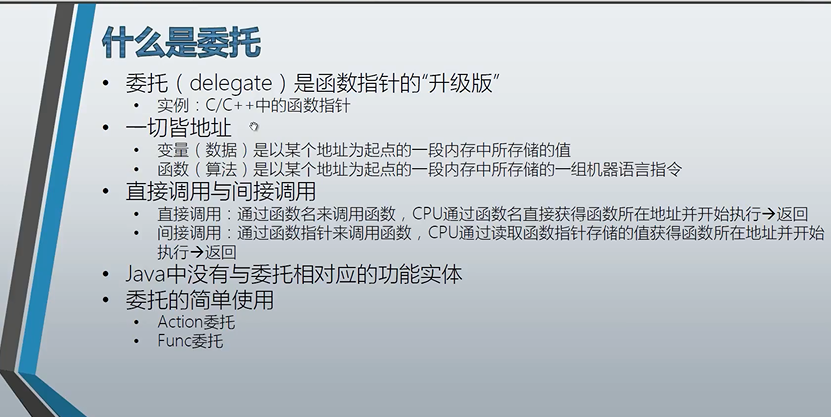 什么是委托
• 委托（delegate）是函数指针的“升级版”
• 实例：C/C++中的函数指针
• 一切皆地址
• 变量（数据）是以某个地址为起点的一段内存中所存储的值
• 函数（算法）是以某个地址为起点的一段内存中所存储的一组机器语言指令
• 直接调用与间接调用
• 直接调用：通过函数名来调用函数，CPU通过函数名直接获得函数所在地址并开始执行→返回
• 间接调用：通过函数指针来调用函数，CPU通过读取函数指针存储的值获得函数所在地址并开始
执行→返回
• Java中没有与委托相对应的功能实体
• 委托的简单使用
• Action委托
• Func委托